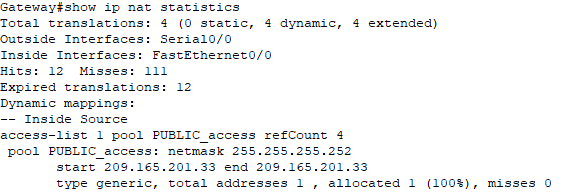 Gateway#show ip nat statistics
Total translations: 4 (0 static, 4 dynamic, 4 extended)
Outside Interfaces: Serial0/0
Inside Interfaces: FastEthernet0/0
Hits: 12  Misses: 111
Expired translations: 12
Dynamic mappings:
-- Inside Source
access-list 1 pool PUBLIC_access refCount 4
 pool PUBLIC_access: netmask 255.255.255.252
       start 209.165.201.33 end 209.165.201.33
       type generic, total addresses 1 , allocated 1 (100%), misses 0